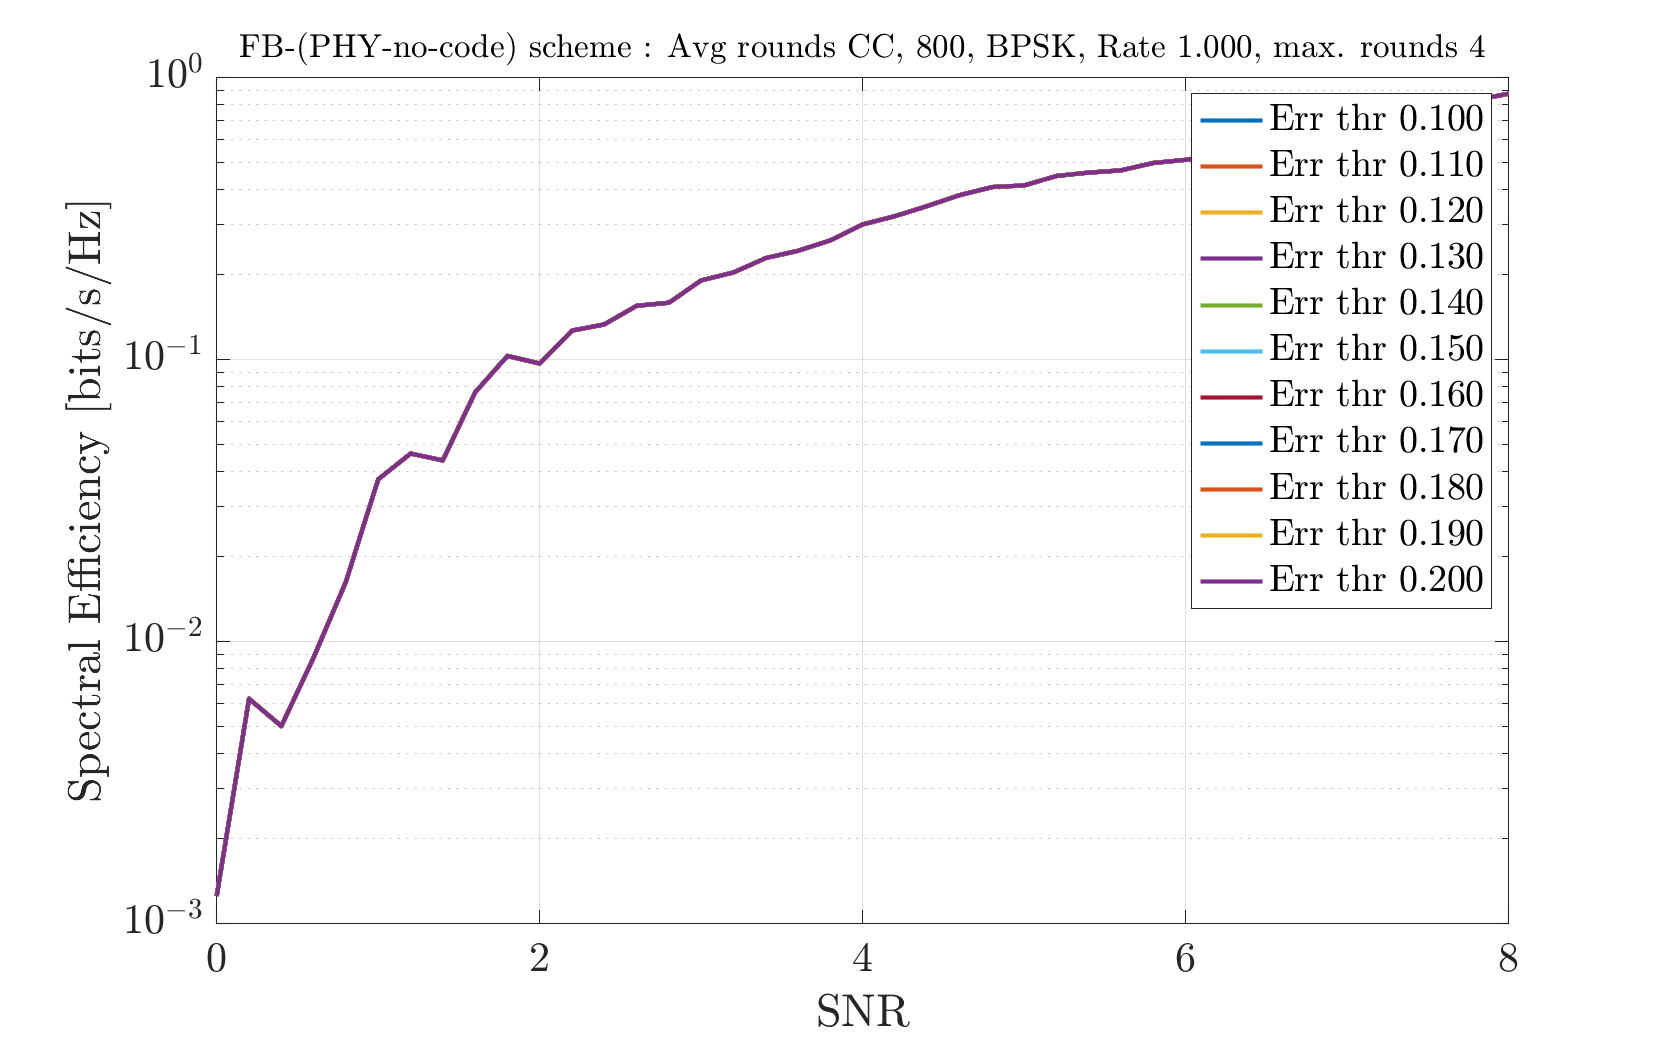 FB-(PHY-no-code) scheme : Avg rounds CC, 800, BPSK, Rate 1.000, max. rounds 4
10^0
10^-1
10^-2
10^-3
Spectral Efficiency [bits/s/Hz]
Err thr 0.100
Err thr 0.110
Err thr 0.120
Err thr 0.130
Err thr 0.140
Err thr 0.150
Err thr 0.160
Err thr 0.170
Err thr 0.180
Err thr 0.190
Err thr 0.200
0 2 4 6 8
SNR